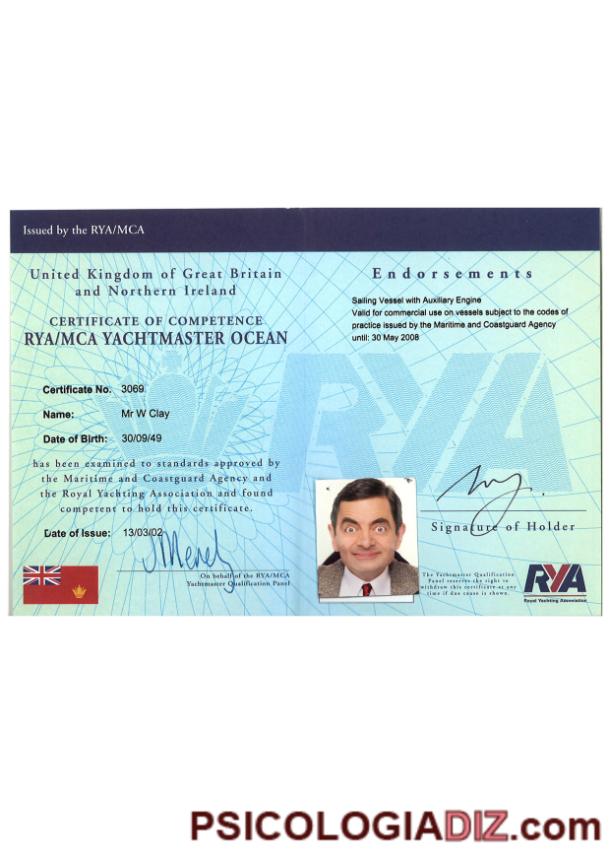 Issued by the RYA/MCA
United Kingdom of Great Britain
and Northern Ireland
CERTIFICATE OF COMPETENCE
RYA/MCA YACHTMASTER OCEAN
Certificate No. 3069
Name: Mr W Clay
Date of Birth: 30/09/49
has been examined to standards approved by
the Maritime and Coastguard Agency and
the Royal Yachting Association and found
competent to hold this certificate.
Date of Issue: 13/03/02
On behalf of the RYA/MCA
Yachtmaster Qualification Panel
Endorsements
Sailing Vessel with Auxiliary Engine
Valid for commercial use on vessels subject to the codes of
practice issued by the Maritime and Coastguard Agency
until: 30 May 2008
RYA
Signature of Holder
The Yachtmaster Qualification
Panel reserves the right to
withdraw this certificate at any
time if due cause is shown.
RYA
Royal Yachting Association
PSICOLOGIADIZ.com